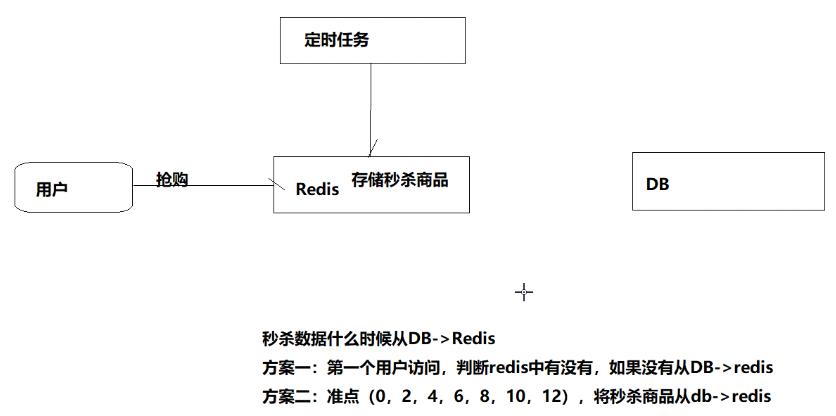 定时任务
抢购
存储秒杀商品
用户
Redis
DB
秒杀数据什么时候从DB->Redis
方案一：第一个用户访问，判断redis中有没有，如果没有从DB->redis
方案二：准点（0，2，4，6，8，10，12），将秒杀商品从db->redis